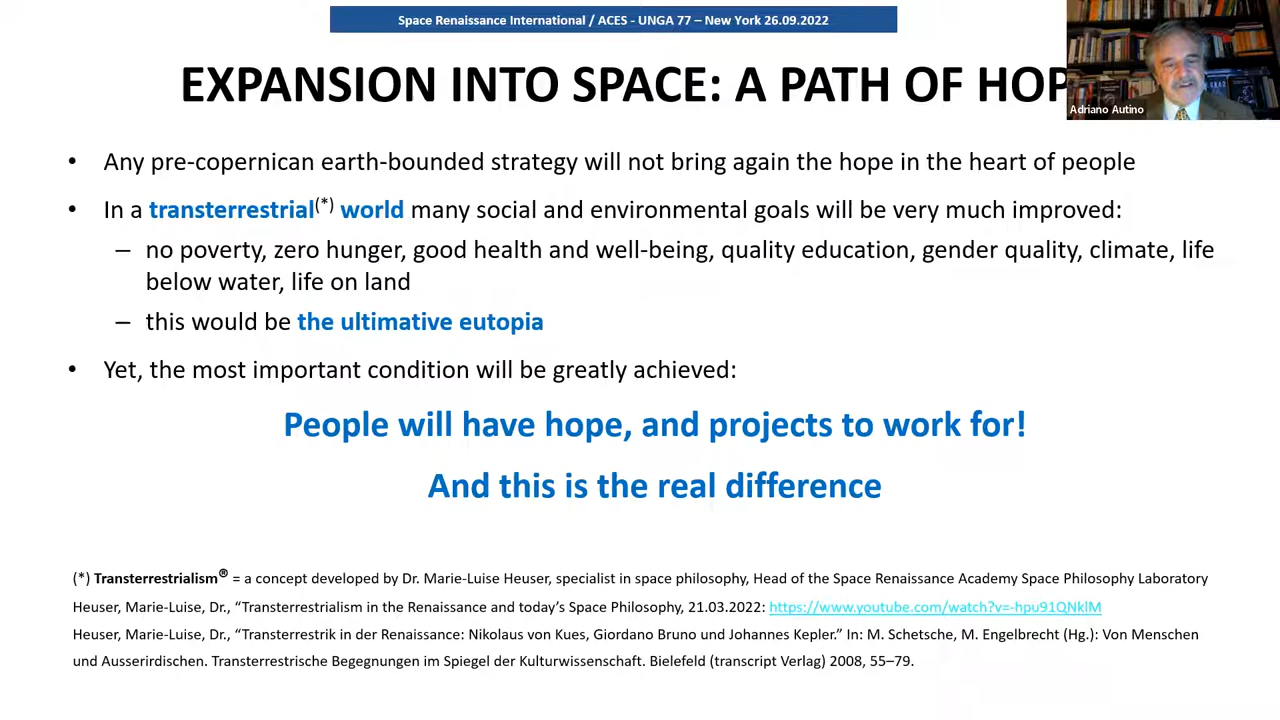 Space Renaissance International / ACES - UNGA 77 – New York 26.09.2022
EXPANSION INTO SPACE: A PATH OF HOP
Adriano Autino
• Any pre-copernican earth-bounded strategy will not bring again the hope in the heart of people
• In a transterrestrial(*) world many social and environmental goals will be very much improved:
– no poverty, zero hunger, good health and well-being, quality education, gender quality, climate, life
below water, life on land
– this would be the ultimative eutopia
• Yet, the most important condition will be greatly achieved:
People will have hope, and projects to work for!
And this is the real difference
(*) Transterrestrialism® = a concept developed by Dr. Marie-Luise Heuser, specialist in space philosophy, Head of the Space Renaissance Academy Space Philosophy Laboratory
Heuser, Marie-Luise, Dr., “Transterrestrialism in the Renaissance and today’s Space Philosophy, 21.03.2022: https://www.youtube.com/watch?v=-hpu91QNklM
Heuser, Marie-Luise, Dr., “Transterrestrik in der Renaissance: Nikolaus von Kues, Giordano Bruno und Johannes Kepler.” In: M. Schetsche, M. Engelbrecht (Hg.): Von Menschen
und Ausserirdischen. Transterrestrische Begegnungen im Spiegel der Kulturwissenschaft. Bielefeld (transcript Verlag) 2008, 55–79.